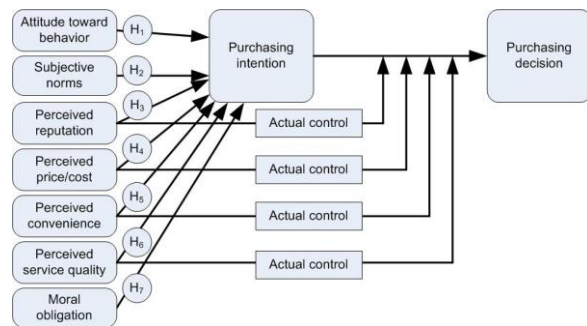 Attitude toward
behavior
H1
Subjective
norms
H2
Perceived
reputation
H3
Perceived
price/cost
H4
Perceived
convenience
H5
Perceived
service quality
H6
Moral
obligation
H7
Purchasing
intention
Actual control
Actual control
Actual control
Actual control
Purchasing
decision